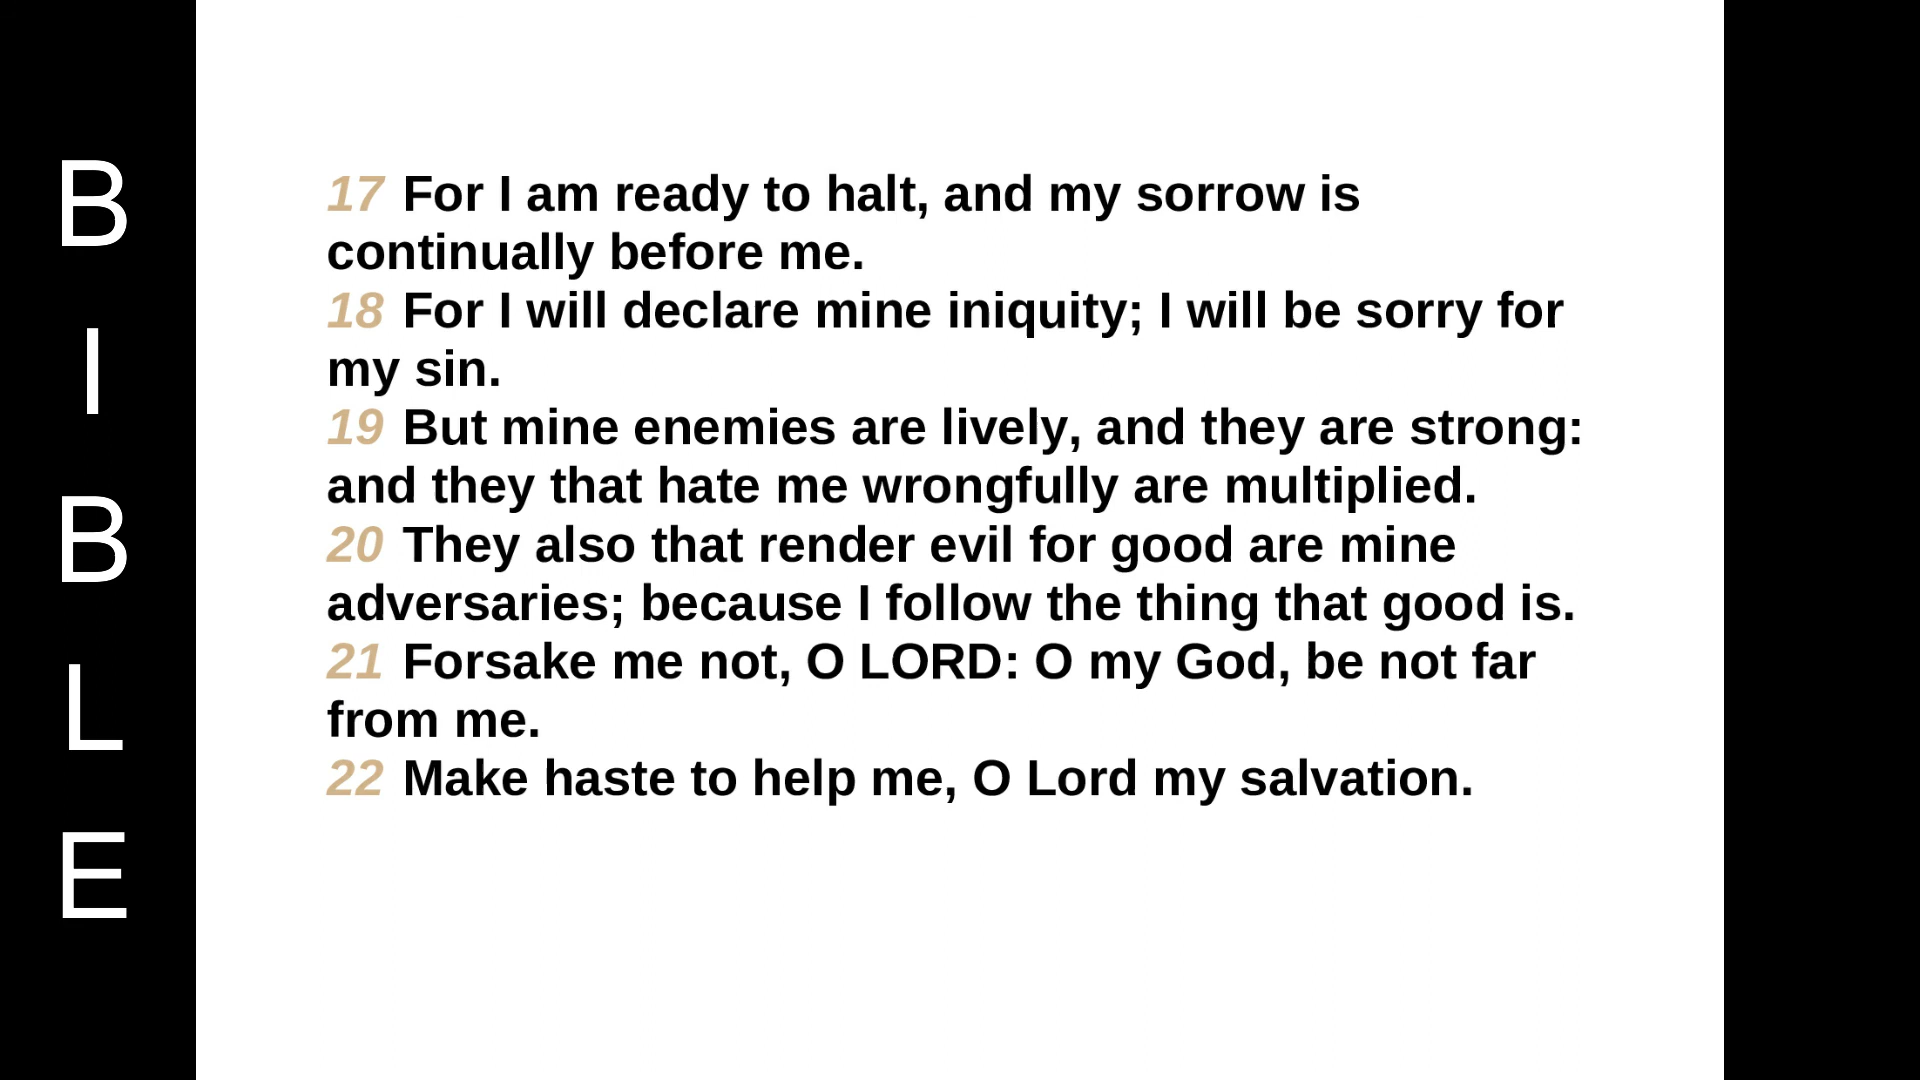 B
I
B
L
E
17 For I am ready to halt, and my sorrow is
continually before me.
18 For I will declare mine iniquity; I will be sorry for
my sin.
19 But mine enemies are lively, and they are strong:
and they that hate me wrongfully are multiplied.
20 They also that render evil for good are mine
adversaries; because I follow the thing that good is.
21 Forsake me not, O LORD: O my God, be not far
from me.
22 Make haste to help me, O Lord my salvation.